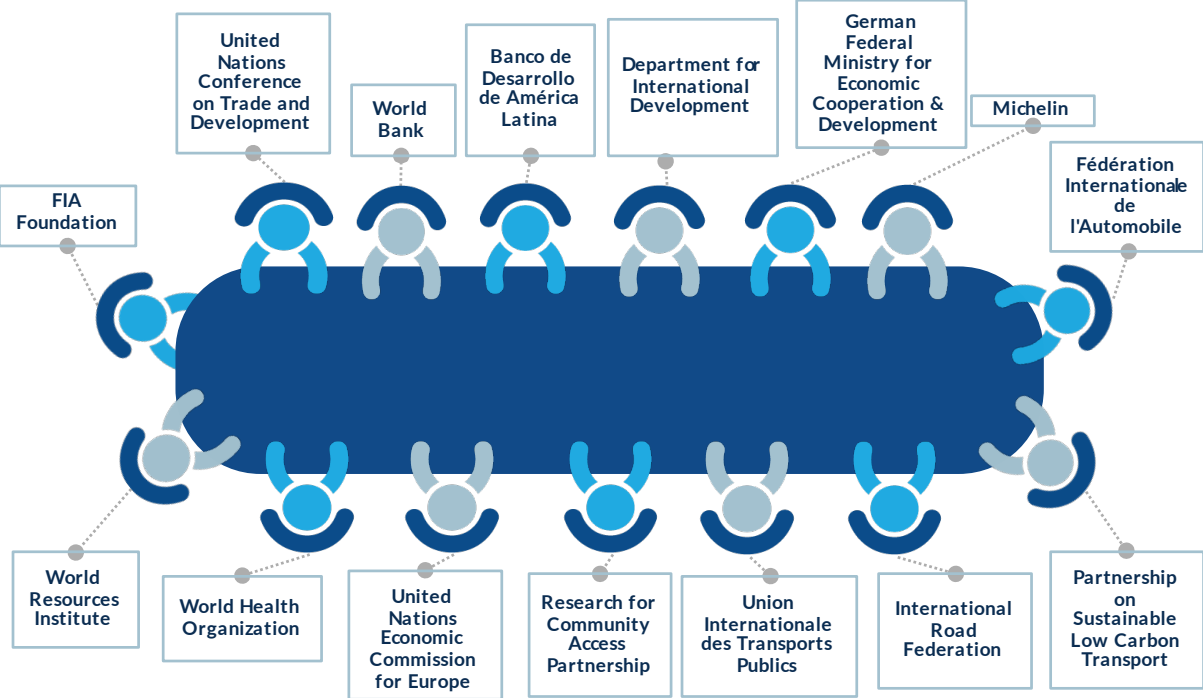 United
Nations
Conference
on Trade and
Development
World
Bank
Banco de
Desarrollo
de América
Latina
Department for
International
Development
German
Federal
Ministry for
Economic
Cooperation &
Development
Michelin
Fédération
Internationale
de
l'Automobile
FIA
Foundation
World
Resources
Institute
World Health
Organization
United
Nations
Economic
Commission
for Europe
Research for
Community
Access
Partnership
Union
Internationale
des Transports
Publics
International
Road
Federation
Partnership
on
Sustainable
Low Carbon
Transport